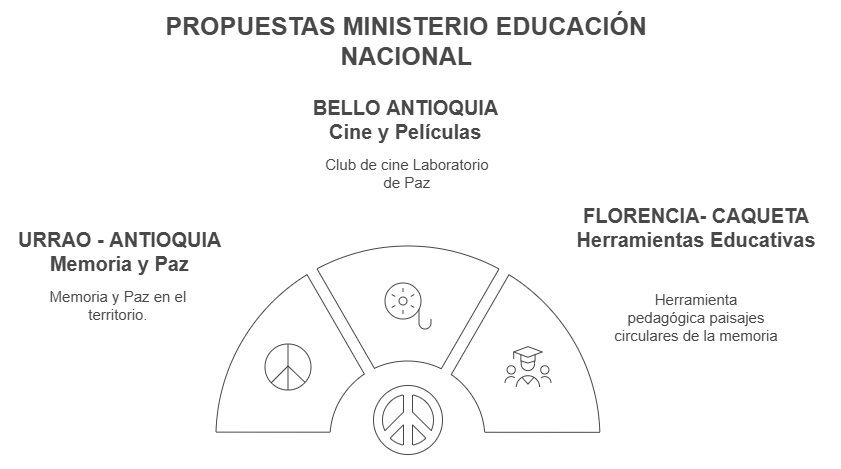 PROPUESTAS MINISTERIO EDUCACIÓN
NACIONAL
BELLO ANTIOQUIA
Cine y Películas
Club de cine Laboratorio
de Paz
URRAO - ANTIOQUIA
Memoria y Paz
Memoria y Paz en el
territorio.
FLORENCIA- CAQUETA
Herramientas Educativas
Herramienta
pedagógica paisajes
circulares de la memoria